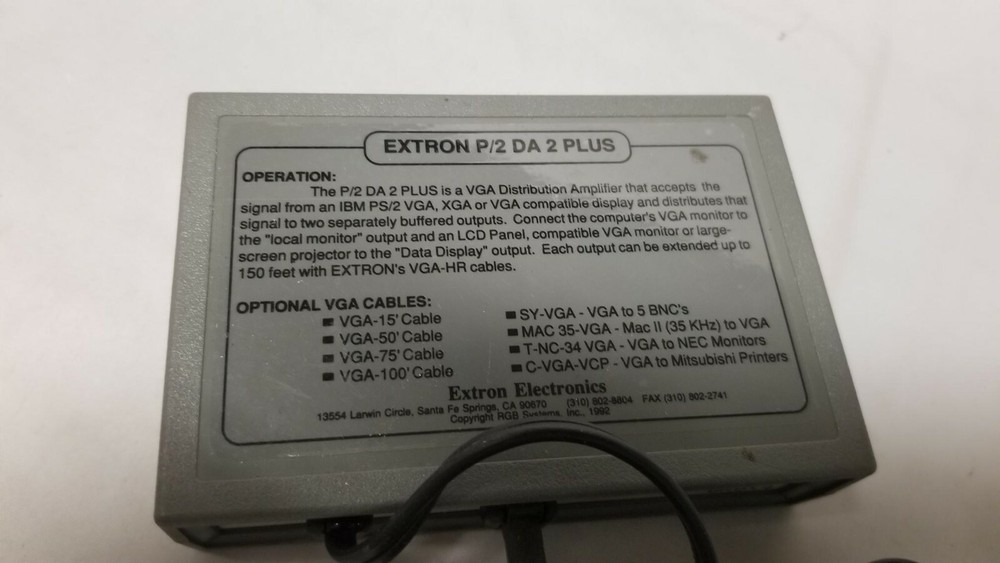 EXTRON P/2 DA 2 PLUS
OPERATION:
The P/2 DA 2 PLUS is a VGA Distribution Amplifier that accepts the
signal from an IBM PS/2 VGA, XGA or VGA compatible display and distributes that
signal to two separately buffered outputs. Connect the computer's VGA monitor to
the "local monitor" output and an LCD Panel, compatible VGA monitor or large-
screen projector to the "Data Display" output. Each output can be extended up to
150 feet with EXTRON's VGA-HR cables.
OPTIONAL VGA CABLES:
VGA-15' Cable
VGA-50' Cable
VGA-75' Cable
VGA-100' Cable
SY-VGA - VGA to 5 BNC's
MAC 35-VGA - Mac II (35 KHz) to VGA
T-NC-34 VGA - VGA to NEC Monitors
C-VGA-VCP - VGA to Mitsubishi Printers
Extron Electronics
13554 Larwin Circle, Santa Fe Springs, CA 90670 (310) 802-8804 FAX (310) 802-2741
Copyright RGB Systems, Inc., 1992